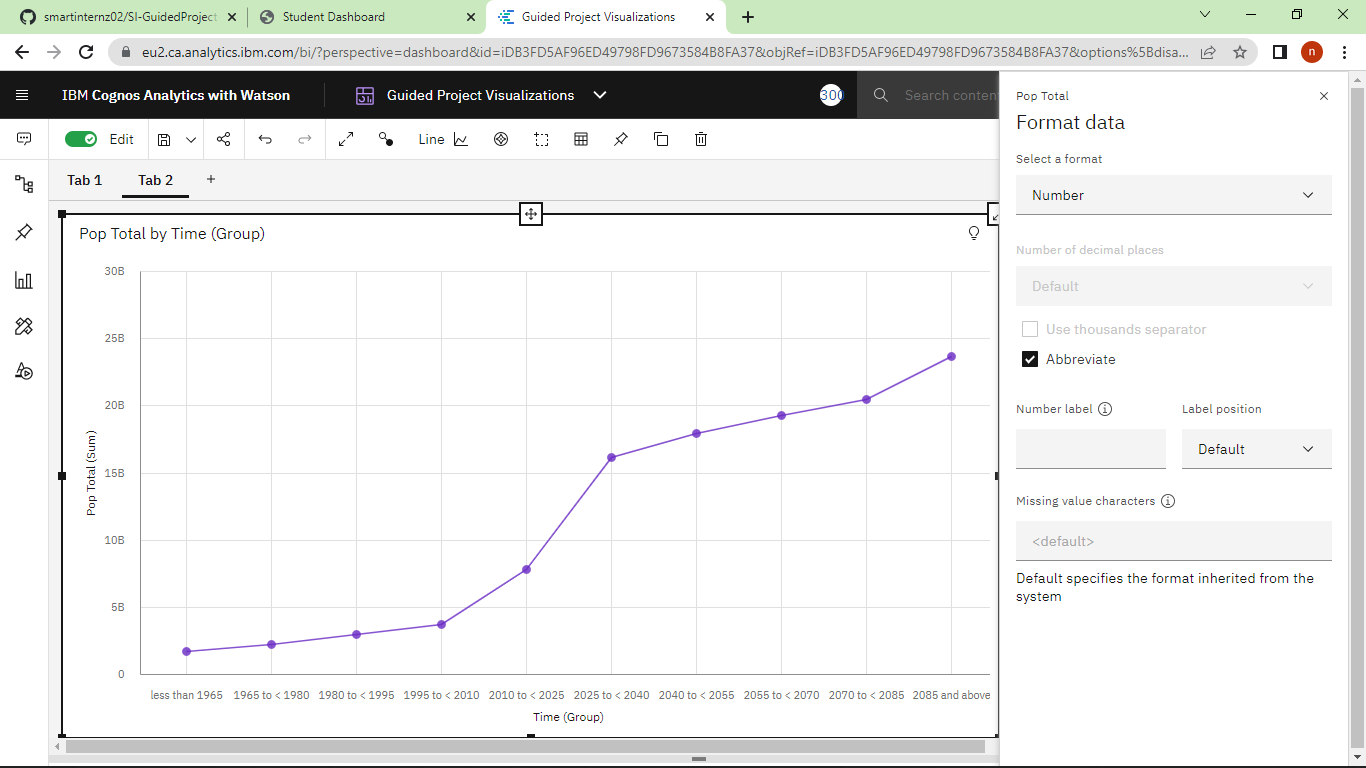 smartinternz02/SI-GuidedProject
Student Dashboard
Guided Project Visualizations
eu2.ca.analytics.ibm.com/bi/?perspective=dashboard&id=iDB3FD5AF96ED49798FD9673584B8FA37&objRef=iDB3FD5AF96ED49798FD9673584B8FA37&options%5Bdisa...
n
IBM Cognos Analytics with Watson
Guided Project Visualizations
300
Search conten
Edit
Line
Tab 1
Tab 2
Pop Total by Time (Group)
30B
25B
20B
15B
10B
5B
0
Pop Total (Sum)
less than 1965
1965 to < 1980
1980 to < 1995
1995 to < 2010
2010 to < 2025
2025 to < 2040
2040 to < 2055
2055 to < 2070
2070 to < 2085
2085 and above
Time (Group)
Pop Total
Format data
Select a format
Number
Number of decimal places
Default
Use thousands separator
Abbreviate
Number label
Label position
Default
Missing value characters
<default>
Default specifies the format inherited from the
system